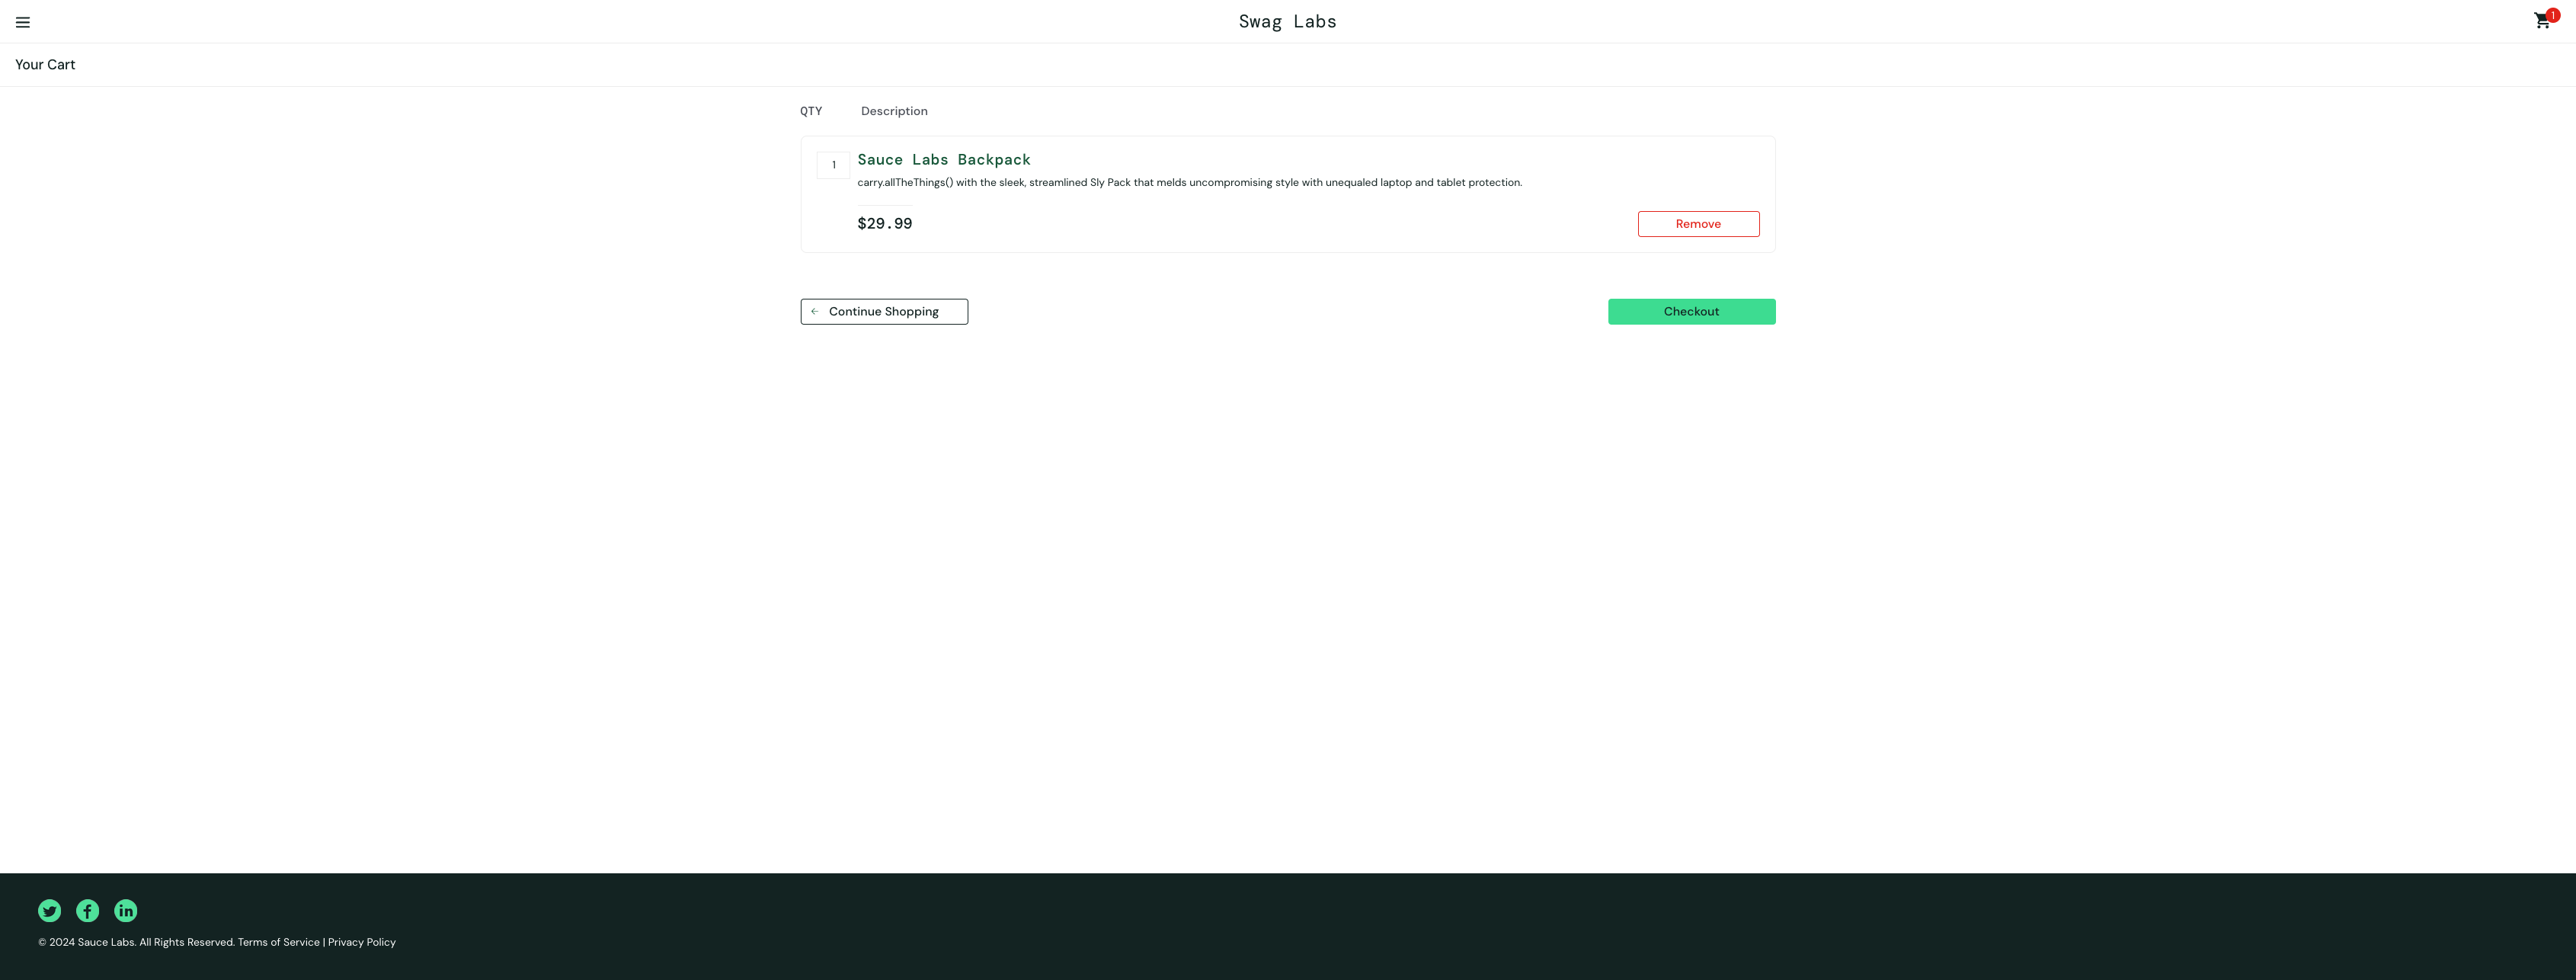 Swag Labs
1
Your Cart
QTY Description
1
Sauce Labs Backpack
carry.allTheThings() with the sleek, streamlined Sly Pack that melds uncompromising style with unequaled laptop and tablet protection.
$29.99
Remove
Continue Shopping
Checkout
© 2024 Sauce Labs. All Rights Reserved. Terms of Service | Privacy Policy